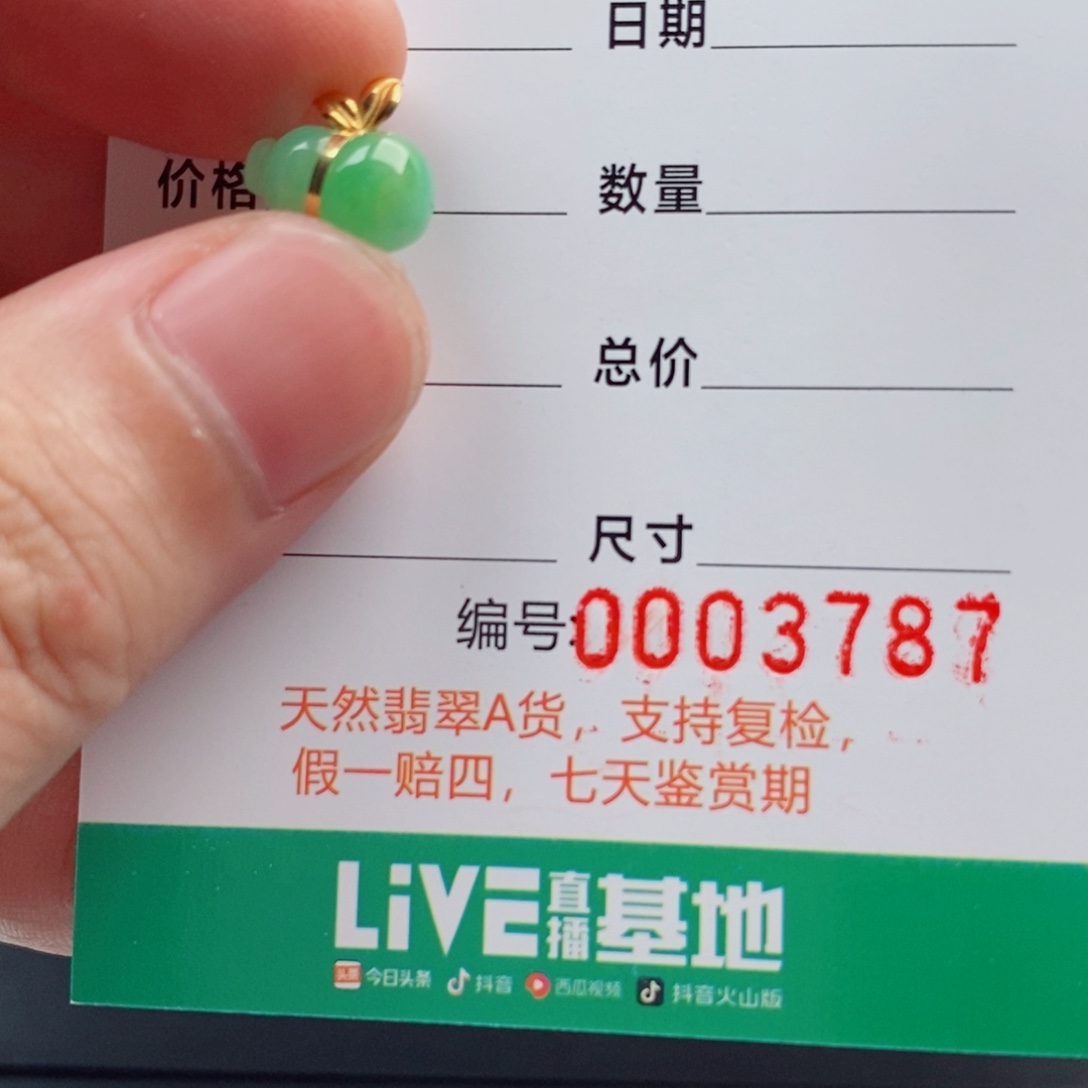 日期
价格
数量
总价
尺寸
编号:0003787
天然翡翠A货,支持复检,
假一赔四,七天鉴赏期
LiVE直播基地
头条 今日头条 抖音 西瓜视频 抖音火山版